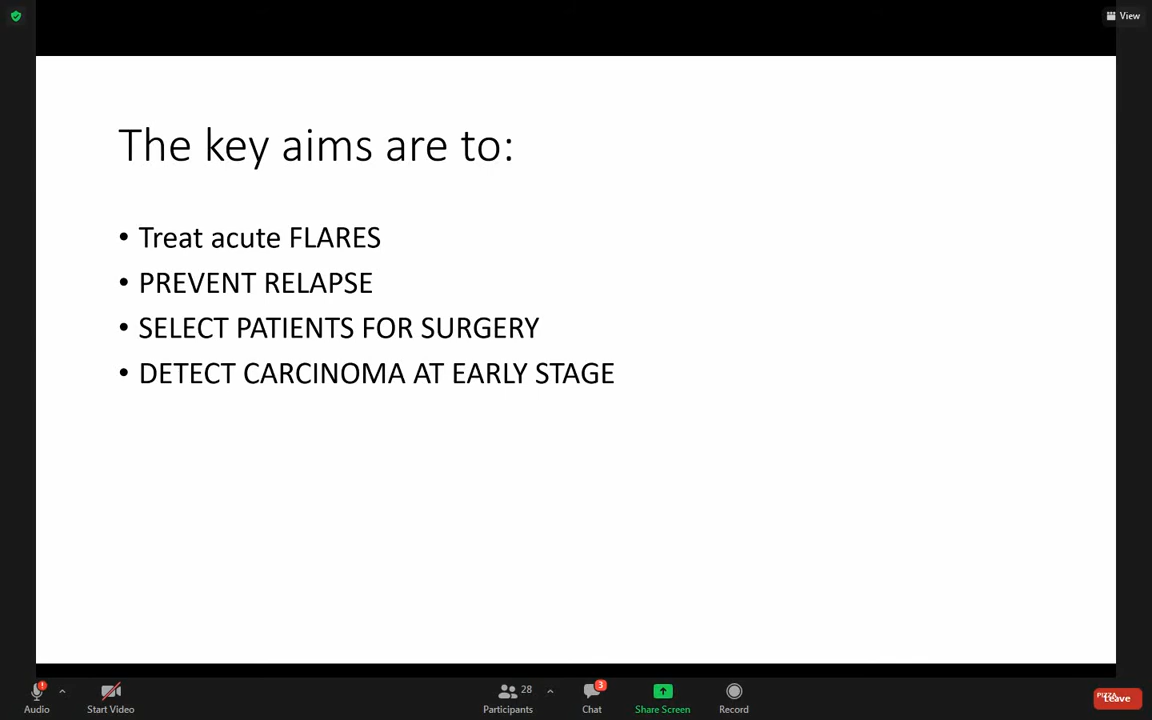 View
The key aims are to:
• Treat acute FLARES
• PREVENT RELAPSE
• SELECT PATIENTS FOR SURGERY
• DETECT CARCINOMA AT EARLY STAGE
Audio
Start Video
28
Participants
3
Chat
Share Screen
Record
PIZZA
Leave